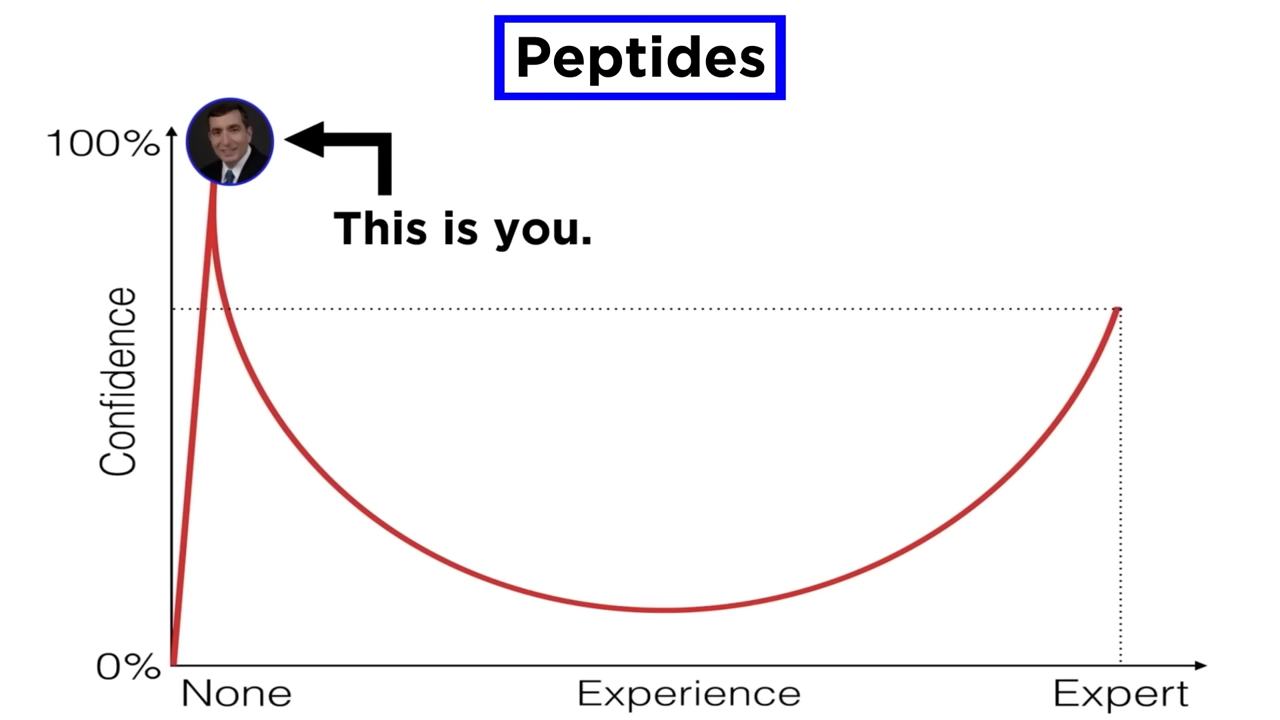 Peptides
100%
This is you.
Confidence
0%
None
Experience
Expert